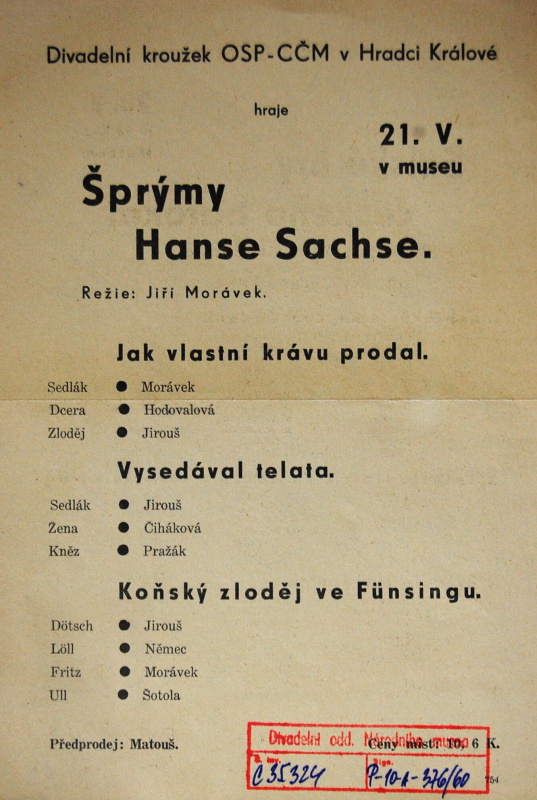 Divadelní kroužek OSP-CČM v Hradci Králové
hraje
21. V.
v museu
Šprýmy
Hanse Sachse.
Režie: Jiří Morávek.
Jak vlastní krávu prodal.
Sedlák ● Morávek
Dcera ● Hodovalová
Zloděj ● Jirouš
Vysedával telata.
Sedlák ● Jirouš
Žena ● Čiháková
Kněz ● Pražák
Koňský zloděj ve Fünsingu.
Dötsch ● Jirouš
Löll ● Němec
Fritz ● Morávek
Ull ● Šotola
Předprodej: Matouš.
Ceny míst: 10, 6 K.
Divadelní odd. Národního musea
Č 35324
P-10-A-376/60
754